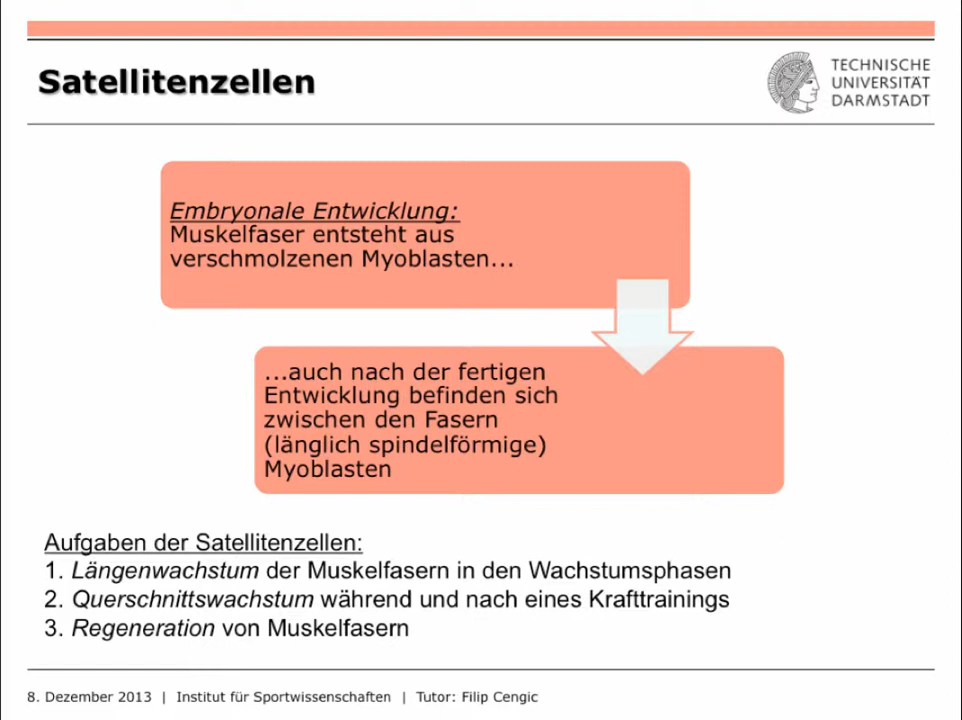 Satellitenzellen
TECHNISCHE
UNIVERSITÄT
DARMSTADT
Embryonale Entwicklung:
Muskelfaser entsteht aus
verschmolzenen Myoblasten...
...auch nach der fertigen
Entwicklung befinden sich
zwischen den Fasern
(länglich spindelförmige)
Myoblasten
Aufgaben der Satellitenzellen:
1. Längenwachstum der Muskelfasern in den Wachstumsphasen
2. Querschnittswachstum während und nach eines Krafttrainings
3. Regeneration von Muskelfasern
8. Dezember 2013 | Institut für Sportwissenschaften | Tutor: Filip Cengic